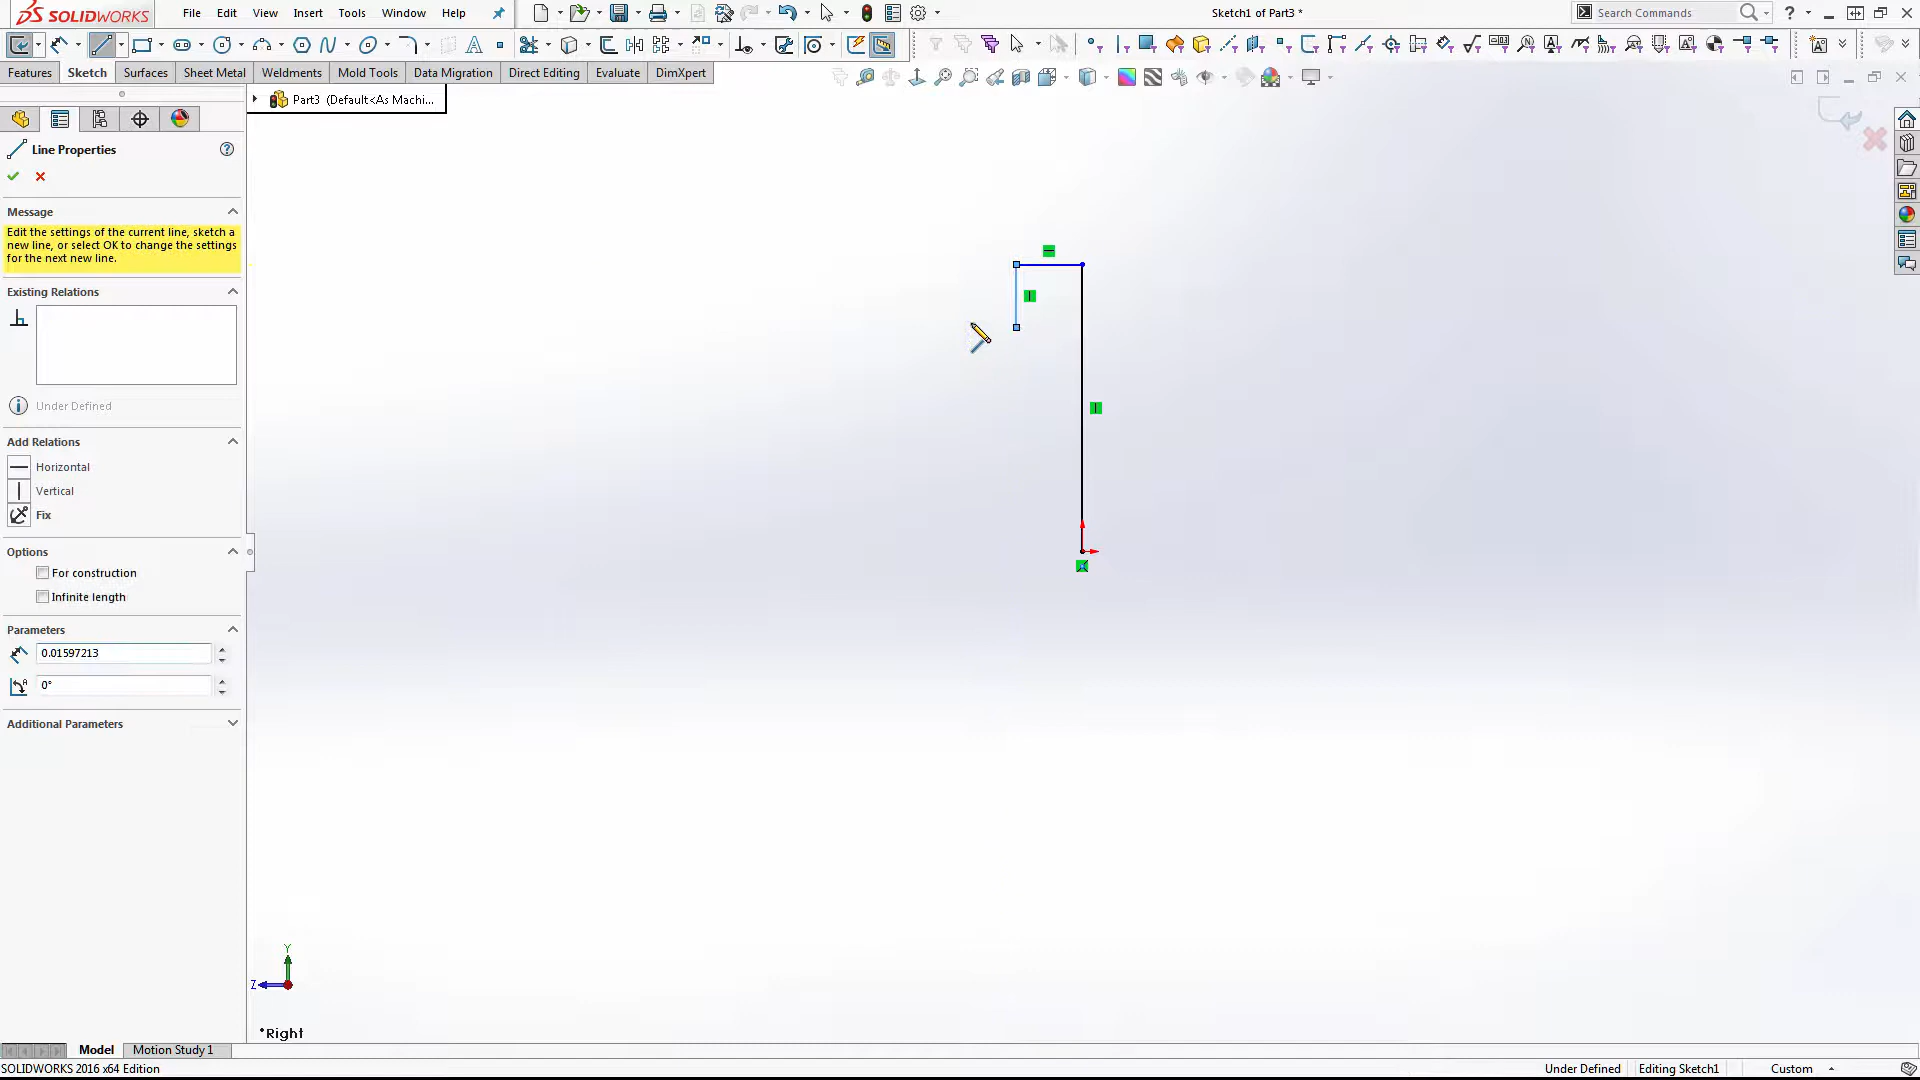 SOLIDWORKS
File Edit View Insert Tools Window Help
Sketch1 of Part3 *
Search Commands
Features Sketch Surfaces Sheet Metal Weldments Mold Tools Data Migration Direct Editing Evaluate DimXpert
Part3 (Default<As Machi...
Line Properties
Message
Edit the settings of the current line, sketch a
new line, or select OK to change the settings
for the next new line.
Existing Relations
Under Defined
Add Relations
Horizontal
Vertical
Fix
Options
For construction
Infinite length
Parameters
0.01597213
0°
Additional Parameters
Y
Z
*Right
Model Motion Study 1
SOLIDWORKS 2016 x64 Edition
Under Defined Editing Sketch1 Custom